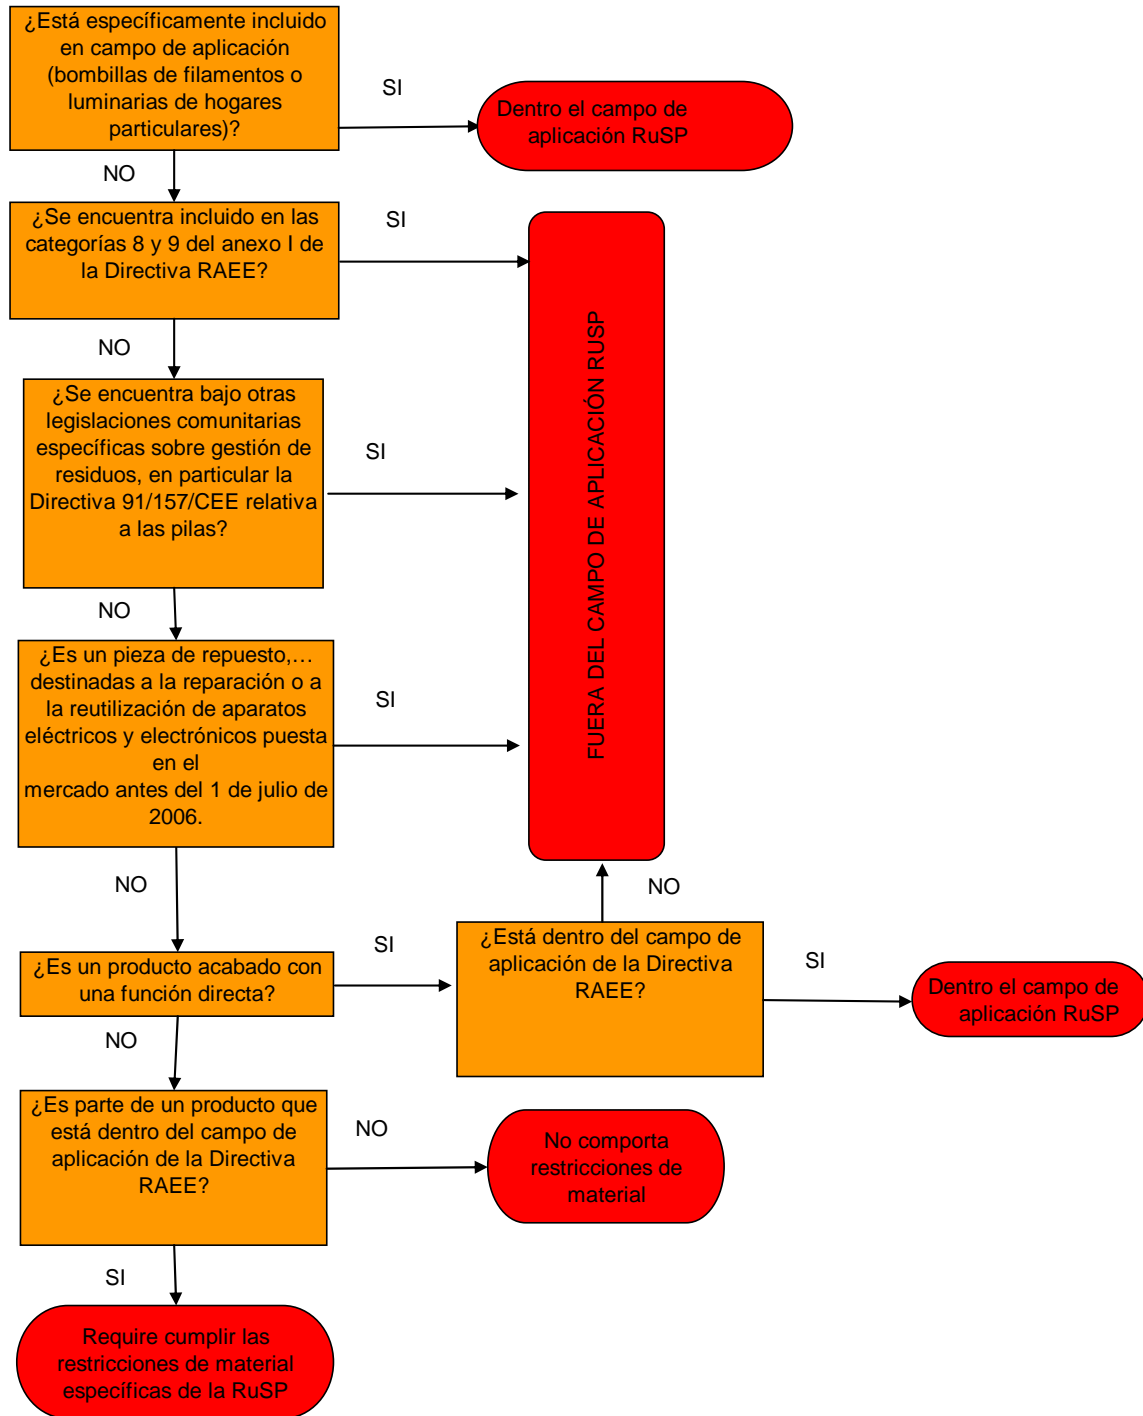 ¿Está específicamente incluido
en campo de aplicación
(bombillas de filamentos o
luminarias de hogares
particulares)?
SI
Dentro el campo de
aplicación RuSP
NO
¿Se encuentra incluido en las
categorías 8 y 9 del anexo I de
la Directiva RAEE?
SI
FUERA DEL CAMPO DE APLICACIÓN RUSP
NO
¿Se encuentra bajo otras
legislaciones comunitarias
específicas sobre gestión de
residuos, en particular la
Directiva 91/157/CEE relativa
a las pilas?
SI
NO
¿Es un pieza de repuesto,…
destinadas a la reparación o a
la reutilización de aparatos
eléctricos y electrónicos puesta
en el
mercado antes del 1 de julio de
2006.
SI
NO
¿Es un producto acabado con
una función directa?
SI
¿Está dentro del campo de
aplicación de la Directiva
RAEE?
NO
SI
Dentro el campo de
aplicación RuSP
NO
¿Es parte de un producto que
está dentro del campo de
aplicación de la Directiva
RAEE?
NO
No comporta
restricciones de
material
SI
Require cumplir las
restricciones de material
específicas de la RuSP